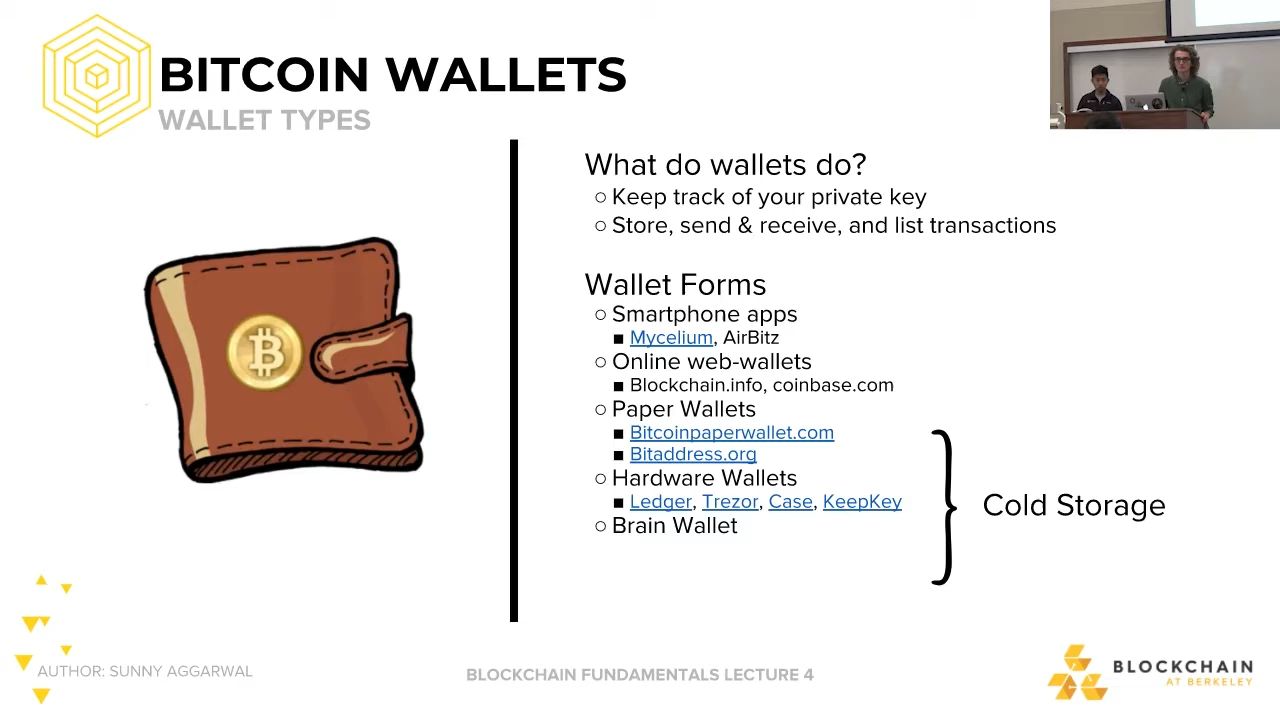 BITCOIN WALLETS
WALLET TYPES
What do wallets do?
○ Keep track of your private key
○ Store, send & receive, and list transactions
Wallet Forms
○ Smartphone apps
■ Mycelium, AirBitz
○ Online web-wallets
■ Blockchain.info, coinbase.com
○ Paper Wallets
■ Bitcoinpaperwallet.com
■ Bitaddress.org
○ Hardware Wallets
■ Ledger, Trezor, Case, KeepKey
○ Brain Wallet
Cold Storage
AUTHOR: SUNNY AGGARWAL
BLOCKCHAIN FUNDAMENTALS LECTURE 4
BLOCKCHAIN
AT BERKELEY